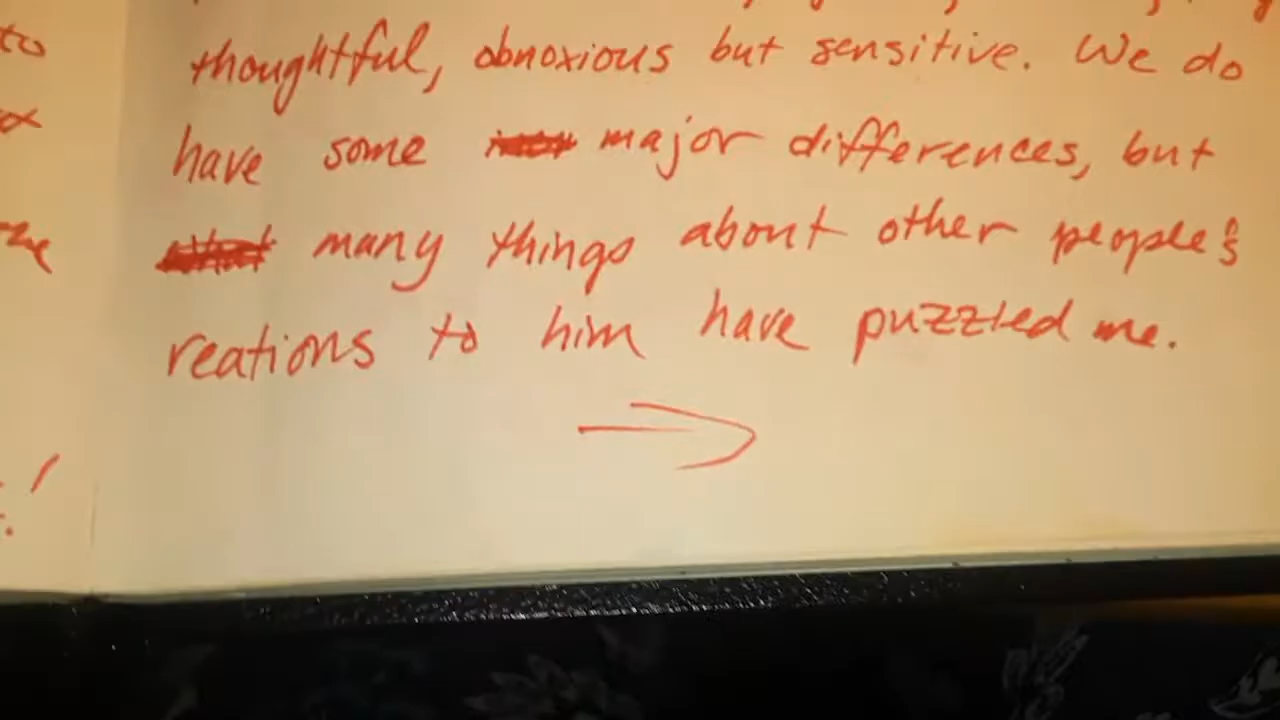 to
thoughtful, obnoxious but sensitive. We do
have some major differences, but
many things about other people's
reations to him have puzzled me.